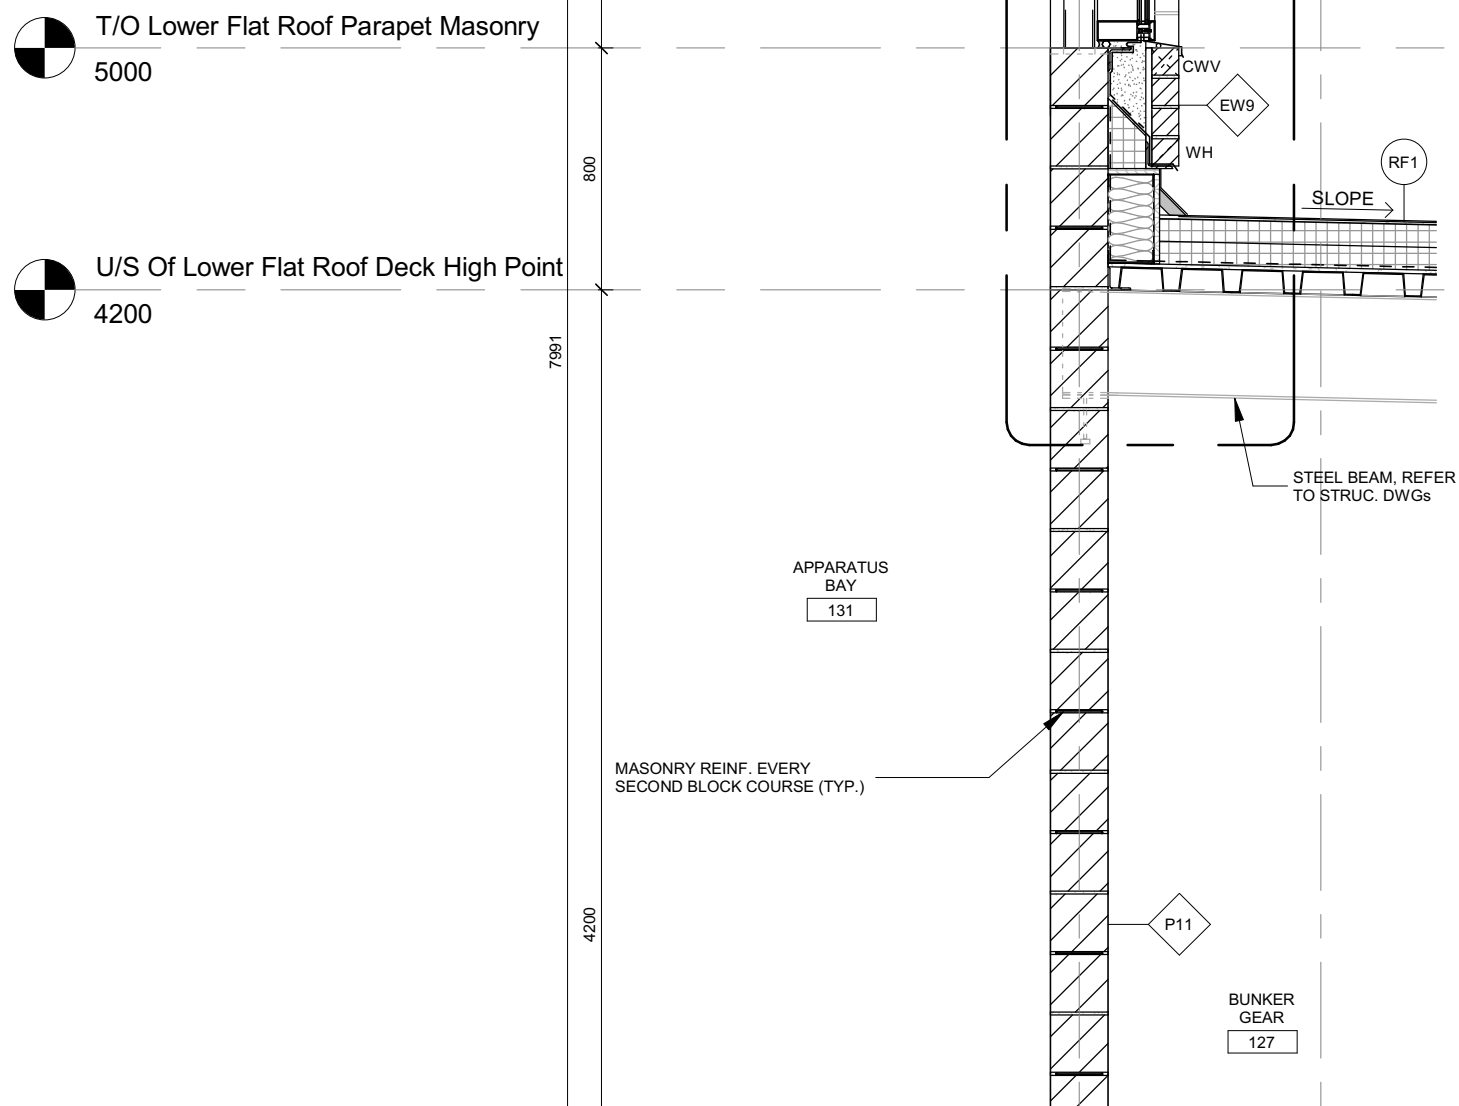 T/O Lower Flat Roof Parapet Masonry
5000
CWV
EW9
WH
RF1
SLOPE
800
U/S Of Lower Flat Roof Deck High Point
4200
7991
STEEL BEAM, REFER
TO STRUC. DWGs
APPARATUS
BAY
131
MASONRY REINF. EVERY
SECOND BLOCK COURSE (TYP.)
4200
P11
BUNKER
GEAR
127